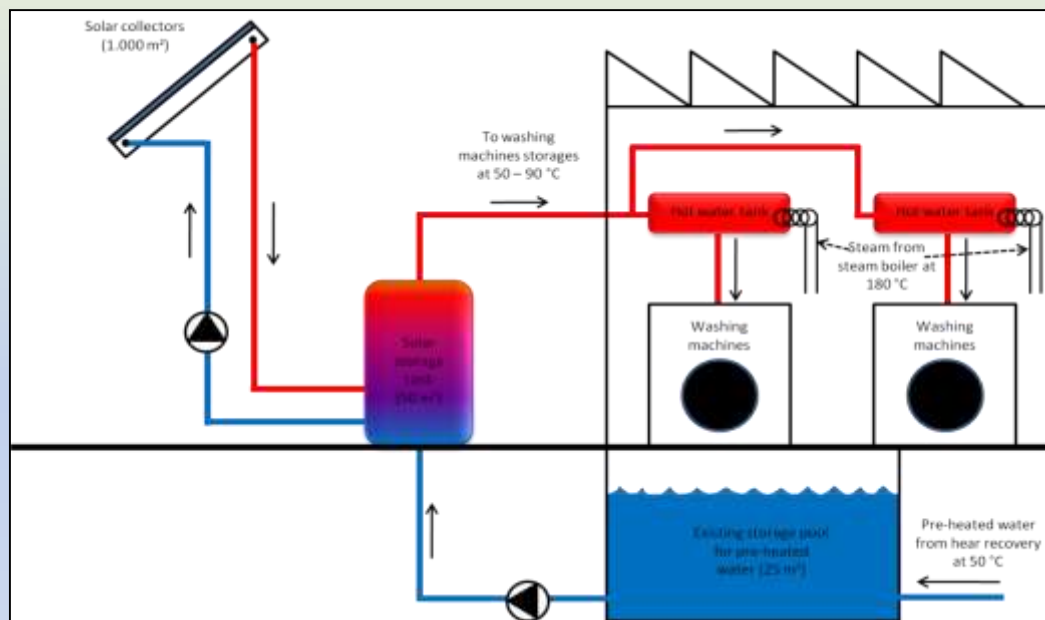 Solar collectors
(1.000 m²)
To washing
machines storages
at 50 – 90 °C
Hot water tank
Hot water tank
Steam from
steam boiler at
180 °C
Solar
storage
tank
Washing
machines
Washing
machines
Existing storage pool
for pre-heated
water (25 m³)
Pre-heated water
from hear recovery
at 50 °C